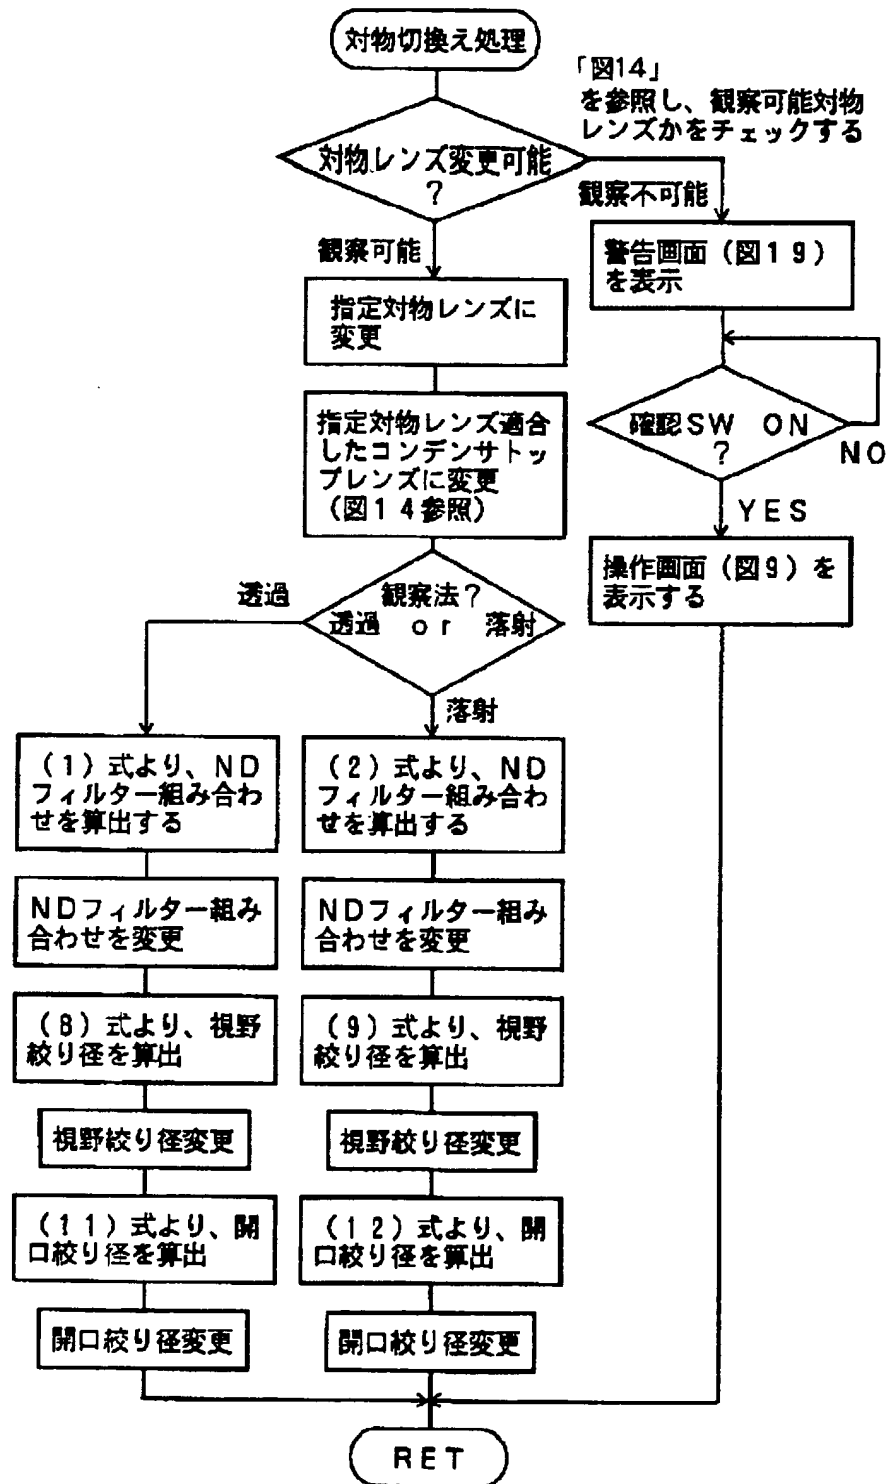 対物切換え処理
「図14」
を参照し、観察可能対物
レンズかをチェックする
対物レンズ変更可能
?
観察不可能
観察可能
警告画面(図19)
を表示
指定対物レンズに
変更
確認SW ON
?
NO
YES
指定対物レンズ適合
したコンデンサトッ
プレンズに変更
(図14参照)
操作画面(図9)を
表示する
観察法?
透過 or 落射
透過
落射
(1)式より、ND
フィルター組み合わ
せを算出する
(2)式より、ND
フィルター組み合わ
せを算出する
NDフィルター組み
合わせを変更
NDフィルター組み
合わせを変更
(8)式より、視野
絞り径を算出
(9)式より、視野
絞り径を算出
視野絞り径変更
視野絞り径変更
(11)式より、開
口絞り径を算出
(12)式より、開
口絞り径を算出
開口絞り径変更
開口絞り径変更
RET